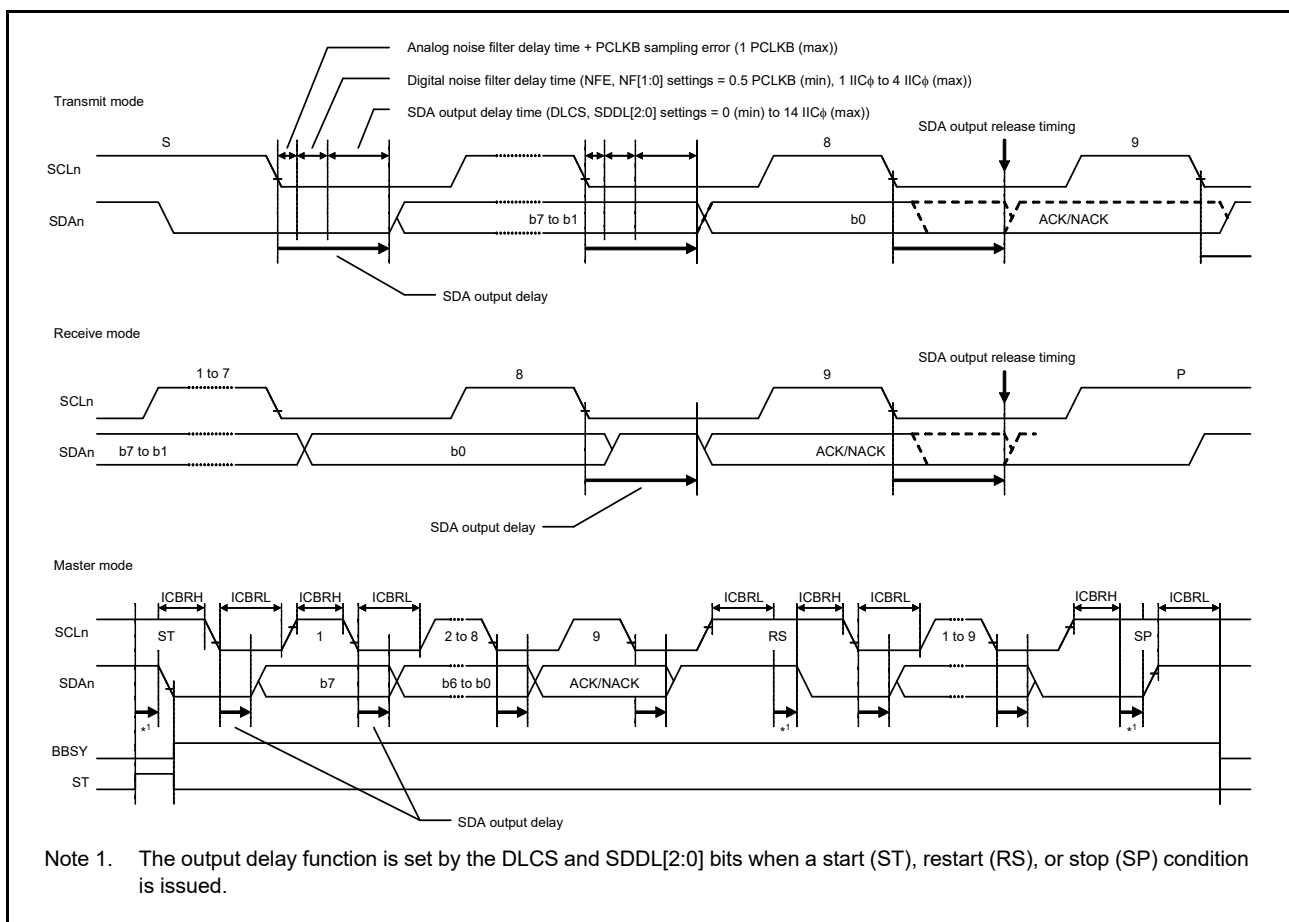 Analog noise filter delay time + PCLKB sampling error (1 PCLKB (max))
Digital noise filter delay time (NFE, NF[1:0] settings = 0.5 PCLKB (min), 1 IICφ to 4 IICφ (max))
Transmit mode
SDA output delay time (DLCS, SDDL[2:0] settings = 0 (min) to 14 IICφ (max))
SDA output release timing
S
8
9
SCLn
SDAn
b7 to b1
b0
ACK/NACK
SDA output delay
Receive mode
SDA output release timing
1 to 7
8
9
P
SCLn
SDAn
b7 to b1
b0
ACK/NACK
SDA output delay
Master mode
ICBRH
ICBRL
ICBRH
ICBRL
ICBRL
ICBRH
ICBRL
ICBRH
ICBRL
SCLn
ST
1
2 to 8
9
RS
1 to 9
SP
SDAn
b7
b6 to b0
ACK/NACK
*1
*1
*1
BBSY
ST
SDA output delay
Note 1. The output delay function is set by the DLCS and SDDL[2:0] bits when a start (ST), restart (RS), or stop (SP) condition
is issued.